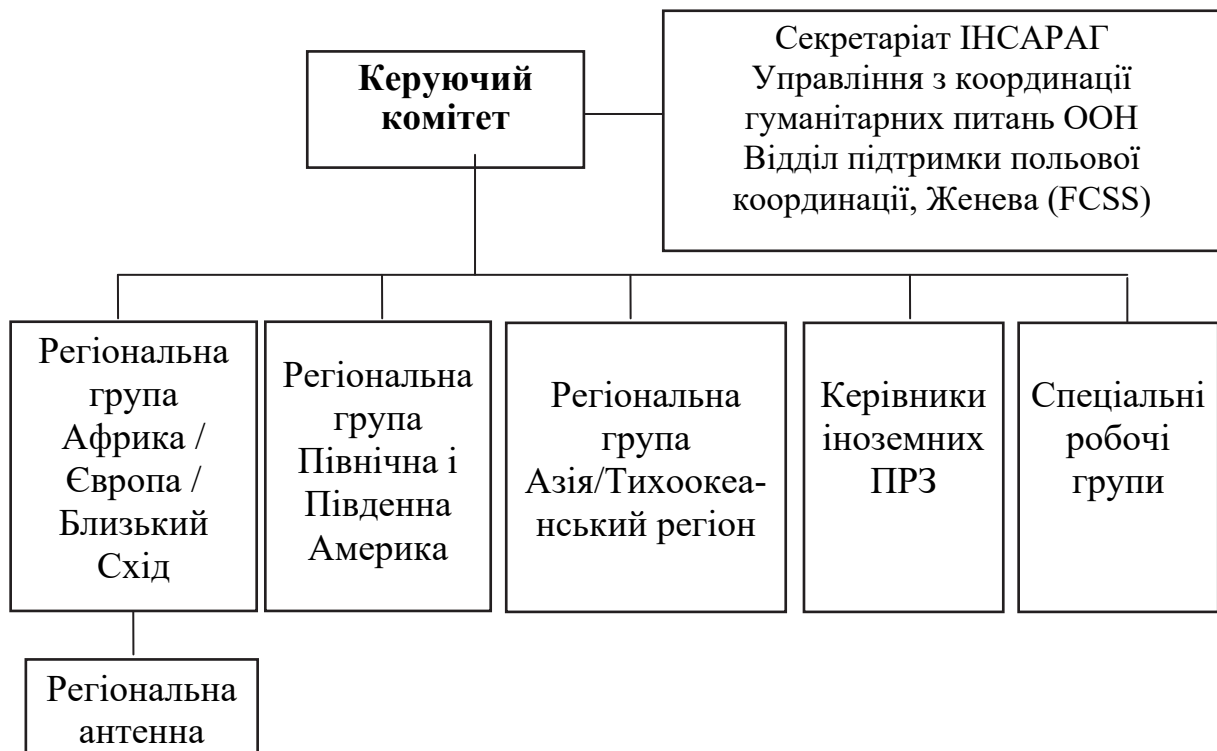 Керуючий
комітет
Секретаріат ІНСАРАГ
Управління з координації
гуманітарних питань ООН
Відділ підтримки польової
координації, Женева (FCSS)
Регіональна
група
Африка /
Європа /
Близький
Схід
Регіональна
група
Північна і
Південна
Америка
Регіональна
група
Азія/Тихоокеа-
нський регіон
Керівники
іноземних
ПРЗ
Спеціальні
робочі
групи
Регіональна
антенна